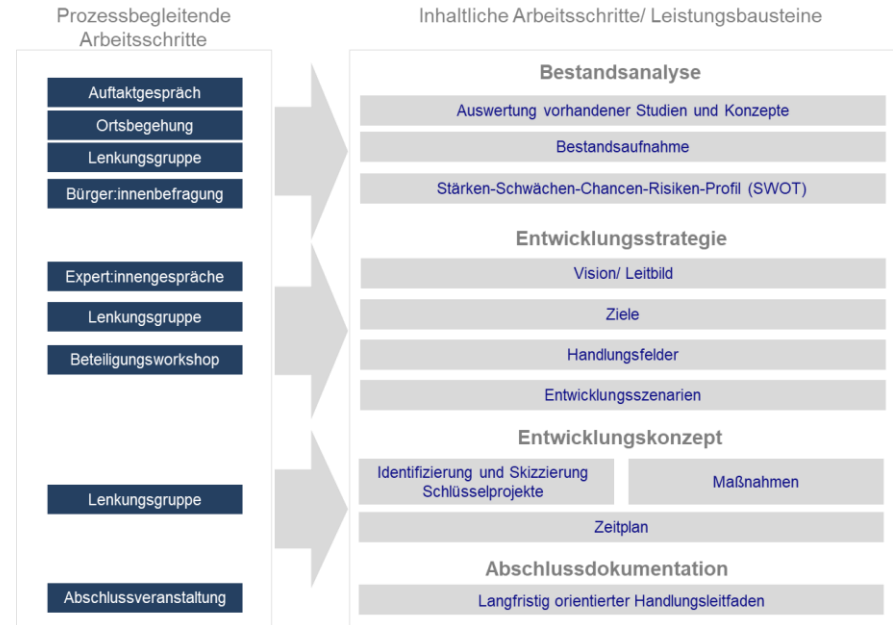 Prozessbegleitende
Arbeitsschritte
Auftaktgespräch
Ortsbegehung
Lenkungsgruppe
Bürger:innenbefragung
Expert:innengespräche
Lenkungsgruppe
Beteiligungsworkshop
Lenkungsgruppe
Abschlussveranstaltung
Inhaltliche Arbeitsschritte/ Leistungsbausteine
Bestandsanalyse
Auswertung vorhandener Studien und Konzepte
Bestandsaufnahme
Stärken-Schwächen-Chancen-Risiken-Profil (SWOT)
Entwicklungsstrategie
Vision/ Leitbild
Ziele
Handlungsfelder
Entwicklungsszenarien
Entwicklungskonzept
Identifizierung und Skizzierung
Schlüsselprojekte
Maßnahmen
Zeitplan
Abschlussdokumentation
Langfristig orientierter Handlungsleitfaden